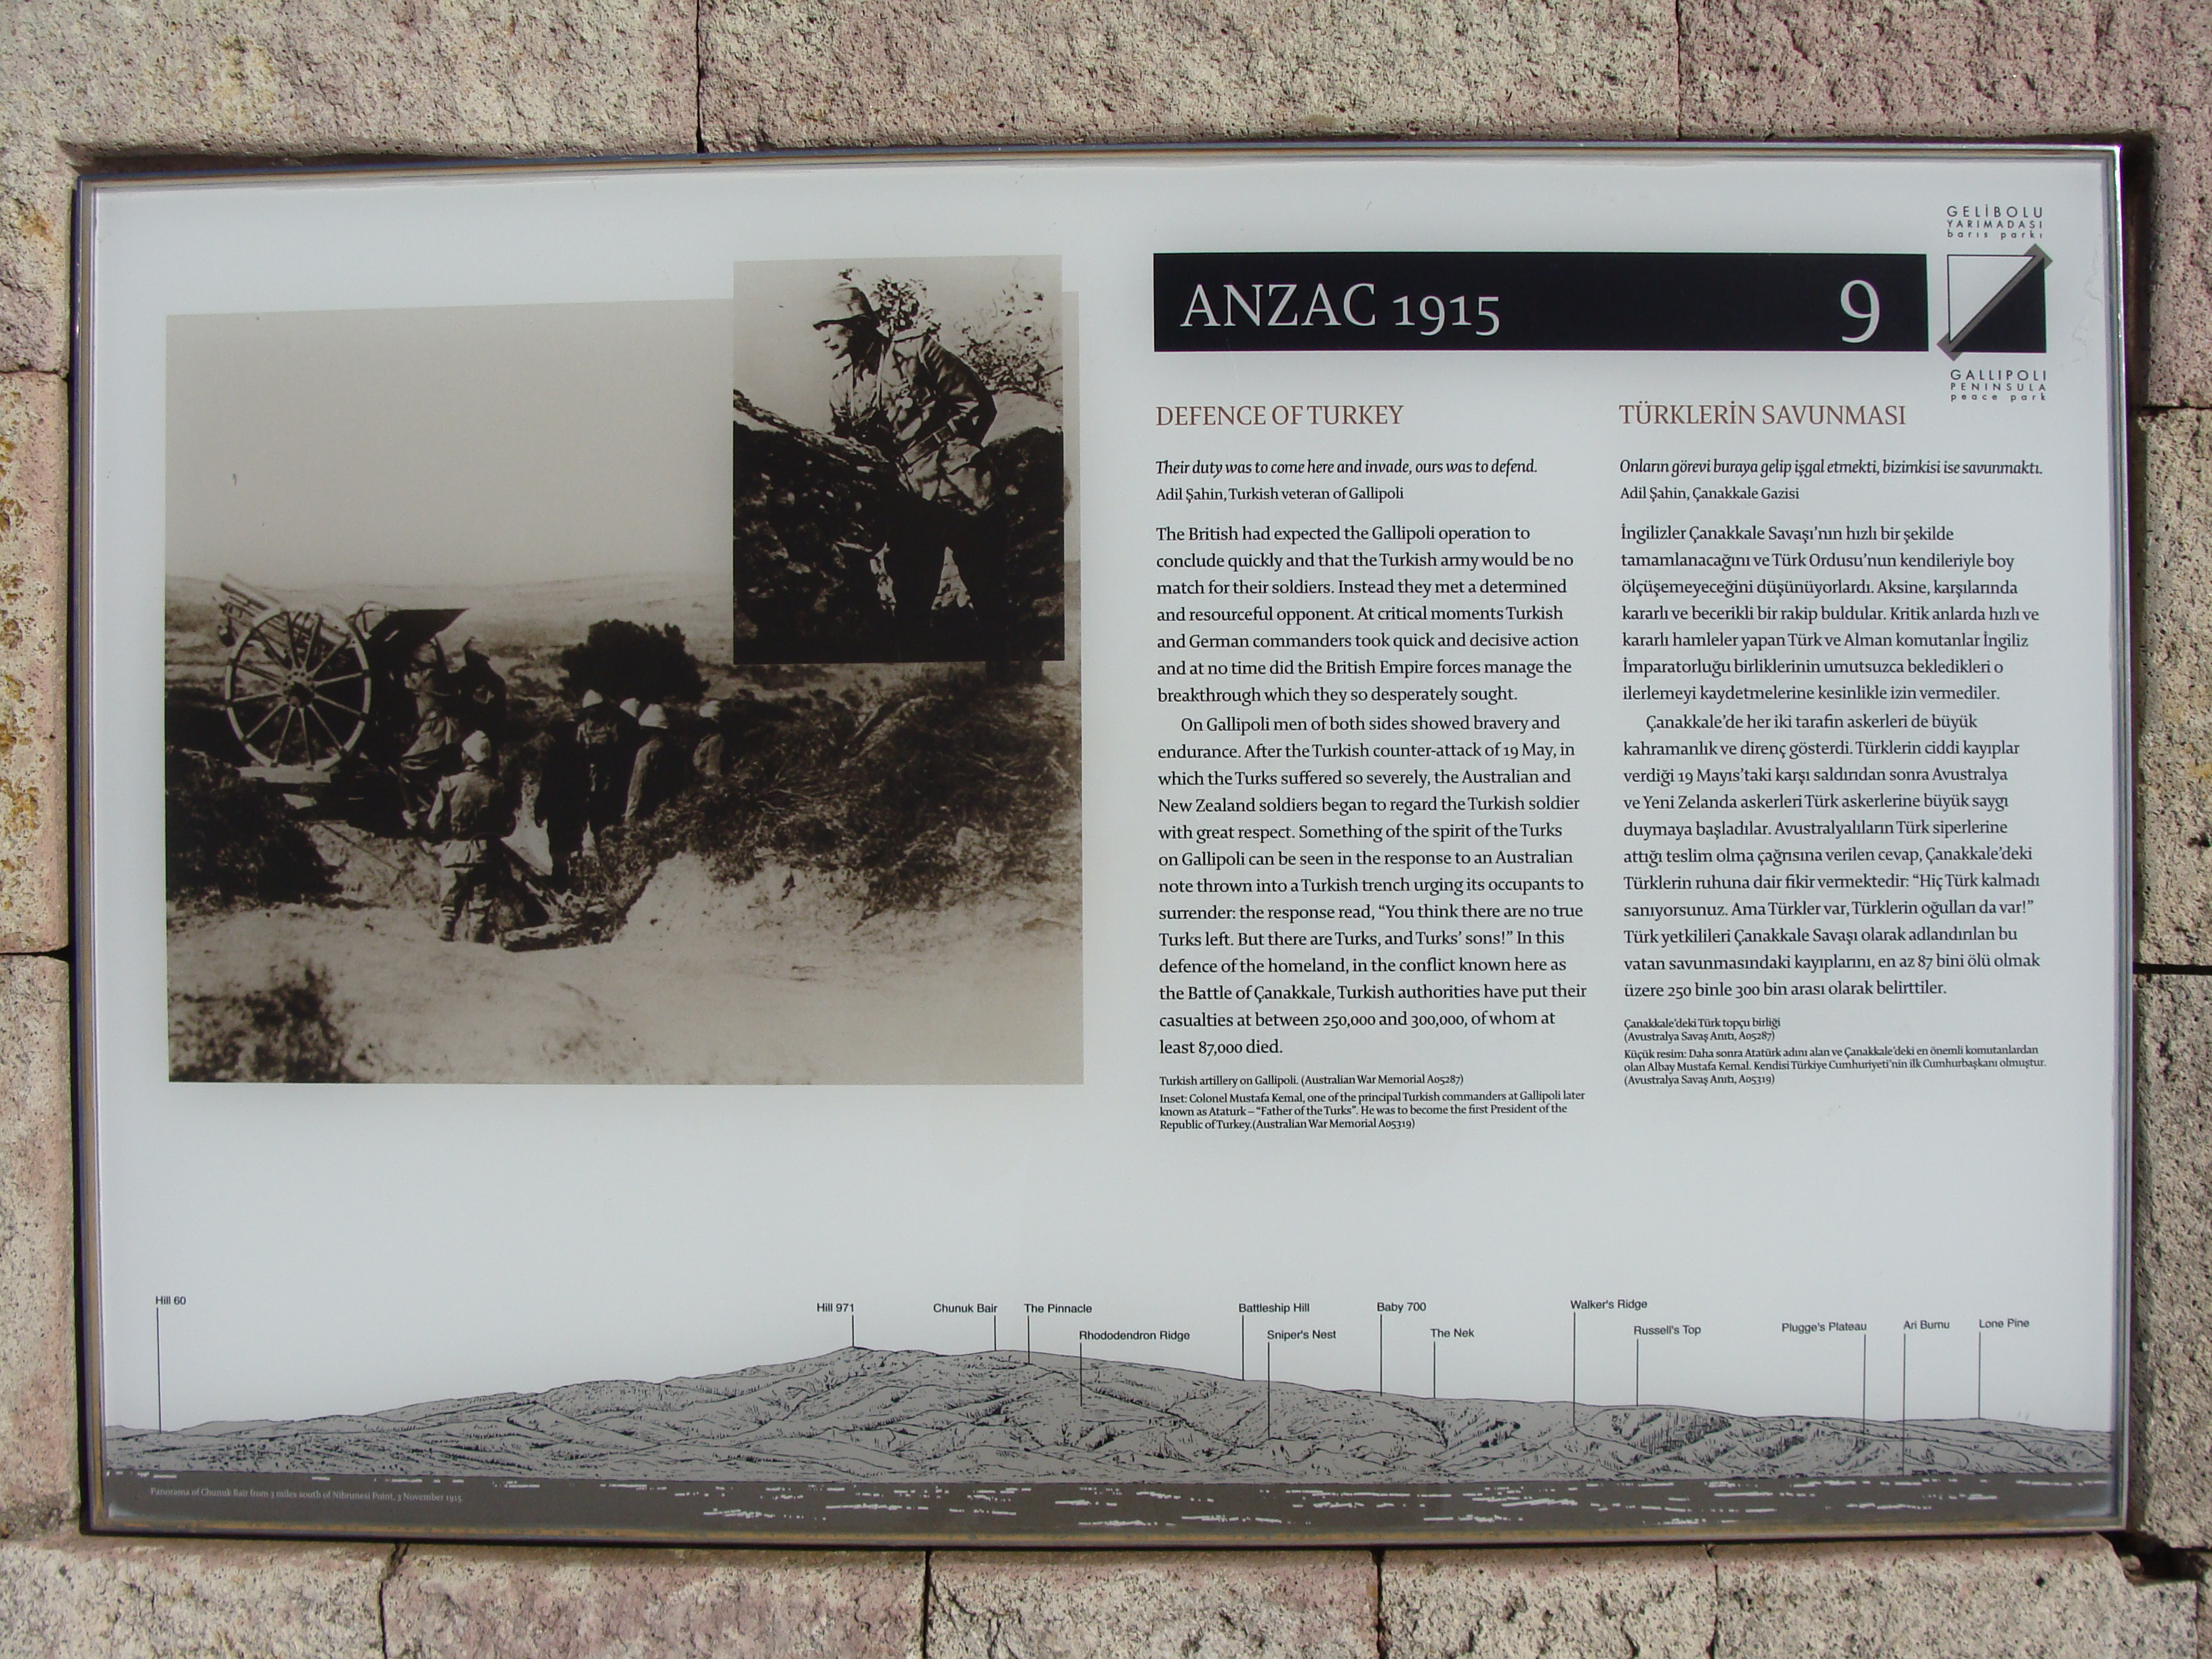 GELİBOLU
YARIMADASI
barış parkı
ANZAC 1915
9
GALLIPOLI
PENINSULA
peace park
DEFENCE OF TURKEY
Their duty was to come here and invade, ours was to defend.
Adil Şahin, Turkish veteran of Gallipoli
The British had expected the Gallipoli operation to
conclude quickly and that the Turkish army would be no
match for their soldiers. Instead they met a determined
and resourceful opponent. At critical moments Turkish
and German commanders took quick and decisive action
and at no time did the British Empire forces manage the
breakthrough which they so desperately sought.
On Gallipoli men of both sides showed bravery and
endurance. After the Turkish counter-attack of 19 May, in
which the Turks suffered so severely, the Australian and
New Zealand soldiers began to regard the Turkish soldier
with great respect. Something of the spirit of the Turks
on Gallipoli can be seen in the response to an Australian
note thrown into a Turkish trench urging its occupants to
surrender: the response read, “You think there are no true
Turks left. But there are Turks, and Turks’ sons!” In this
defence of the homeland, in the conflict known here as
the Battle of Çanakkale, Turkish authorities have put their
casualties at between 250,000 and 300,000, of whom at
least 87,000 died.
Turkish artillery on Gallipoli. (Australian War Memorial A05287)
Inset: Colonel Mustafa Kemal, one of the principal Turkish commanders at Gallipoli later
known as Ataturk – “Father of the Turks”. He was to become the first President of the
Republic of Turkey.(Australian War Memorial A05319)
TÜRKLERİN SAVUNMASI
Onların görevi buraya gelip işgal etmekti, bizimkisi ise savunmaktı.
Adil Şahin, Çanakkale Gazisi
İngilizler Çanakkale Savaşı’nın hızlı bir şekilde
tamamlanacağını ve Türk Ordusu’nun kendileriyle boy
ölçüşemeyeceğini düşünüyorlardı. Aksine, karşılarında
kararlı ve becerikli bir rakip buldular. Kritik anlarda hızlı ve
kararlı hamleler yapan Türk ve Alman komutanlar İngiliz
İmparatorluğu birliklerinin umutsuzca bekledikleri o
ilerlemeyi kaydetmelerine kesinlikle izin vermediler.
Çanakkale’de her iki tarafın askerleri de büyük
kahramanlık ve direnç gösterdi. Türklerin ciddi kayıplar
verdiği 19 Mayıs’taki karşı saldırıdan sonra Avustralya
ve Yeni Zelanda askerleri Türk askerlerine büyük saygı
duymaya başladılar. Avustralyalıların Türk siperlerine
attığı teslim olma çağrısına verilen cevap, Çanakkale’deki
Türklerin ruhuna dair fikir vermektedir: “Hiç Türk kalmadı
sanıyorsunuz. Ama Türkler var, Türklerin oğulları da var!”
Türk yetkilileri Çanakkale Savaşı olarak adlandırılan bu
vatan savunmasındaki kayıplarını, en az 87 bini ölü olmak
üzere 250 binle 300 bin arası olarak belirttiler.
Çanakkale’deki Türk topçu birliği
(Avustralya Savaş Anıtı, A05287)
Küçük resim: Daha sonra Atatürk adını alan ve Çanakkale’deki en önemli komutanlardan
olan Albay Mustafa Kemal. Kendisi Türkiye Cumhuriyeti’nin ilk Cumhurbaşkanı olmuştur.
(Avustralya Savaş Anıtı, A05319)
Hill 60
Hill 971
Chunuk Bair
The Pinnacle
Rhododendron Ridge
Battleship Hill
Sniper's Nest
Baby 700
The Nek
Walker's Ridge
Russell's Top
Plugge's Plateau
Ari Burnu
Lone Pine
Panorama of Chunuk Bair from 3 miles south of Nibrunesi Point, 3 November 1915